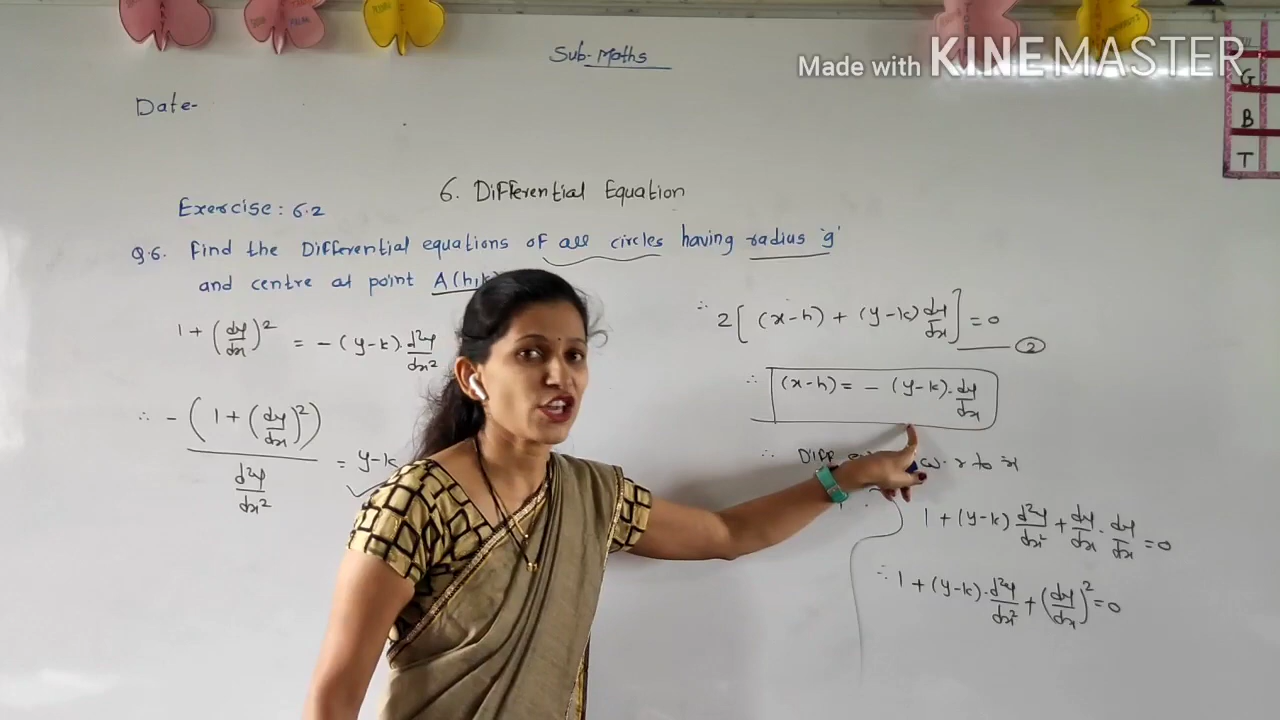 Sub- Maths
Made with KINEMASTER
Date-
G
B
T
6. Differential Equation
Exercise: 6.2
Q.6. Find the Differential equations of all circles having radius 'g'
and centre at point A(h,k
1 + (dy/dx)² = - (y-k) . d²y/dx²
∴ - (1 + (dy/dx)²) / d²y/dx² = y-k
∴ 2[(x-h) + (y-k) dy/dx] = 0 —— ②
∴ (x-h) = - (y-k) . dy/dx
∴ Diff w.r to x
1 + (y-k) d²y/dx² + dy/dx . dy/dx = 0
∴ 1 + (y-k) . d²y/dx² + (dy/dx)² = 0